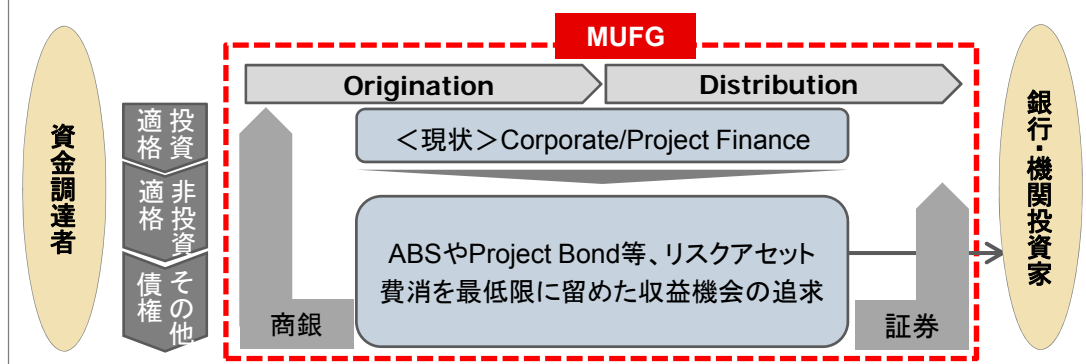 MUFG
Origination
Distribution
資金調達者
投資適格
非投資適格
その他債権
＜現状＞Corporate/Project Finance
ABSやProject Bond等、リスクアセット
費消を最低限に留めた収益機会の追求
商銀
証券
銀行・機関投資家